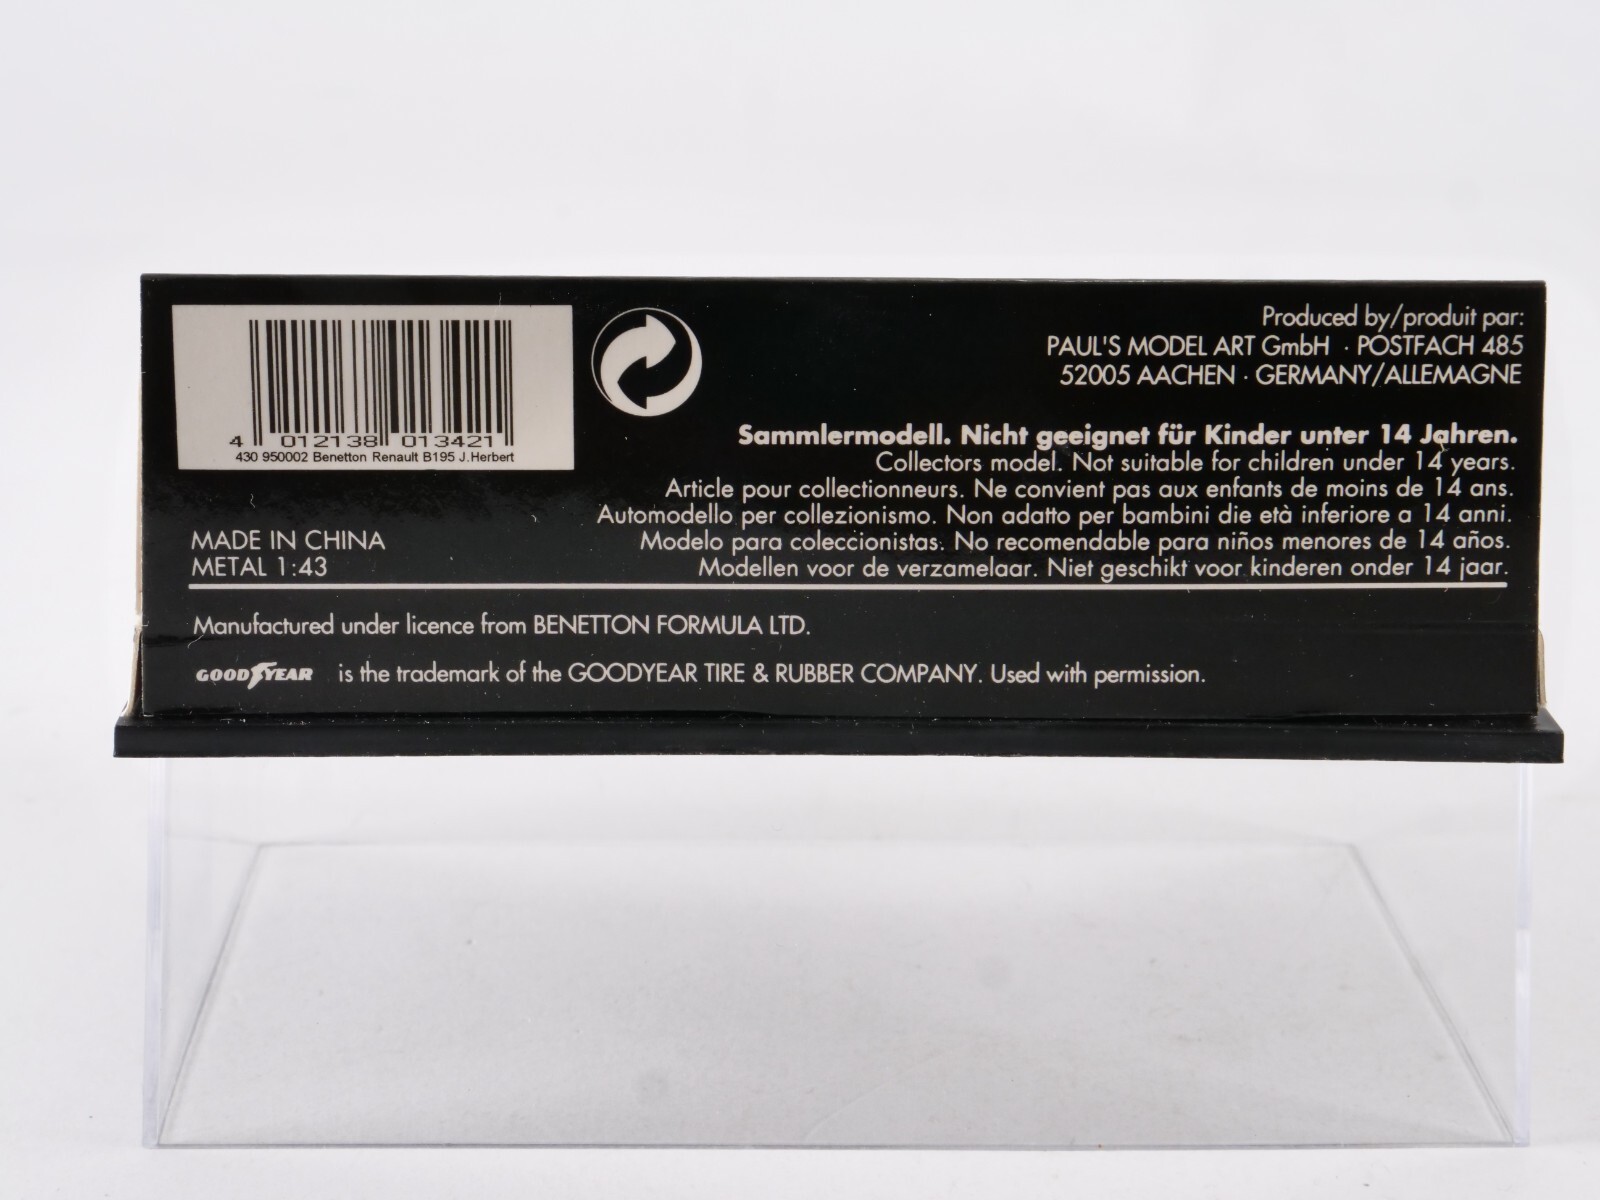 4 012138 013421
430 950002 Benetton Renault B195 J.Herbert
Produced by/produit par:
PAUL'S MODEL ART GmbH · POSTFACH 485
52005 AACHEN · GERMANY/ALLEMAGNE
Sammlermodell. Nicht geeignet für Kinder unter 14 Jahren.
Collectors model. Not suitable for children under 14 years.
Article pour collectionneurs. Ne convient pas aux enfants de moins de 14 ans.
Automodello per collezionismo. Non adatto per bambini die età inferiore a 14 anni.
Modelo para coleccionistas. No recomendable para niños menores de 14 años.
Modellen voor de verzamelaar. Niet geschikt voor kinderen onder 14 jaar.
MADE IN CHINA
METAL 1:43
Manufactured under licence from BENETTON FORMULA LTD.
GOODYEAR is the trademark of the GOODYEAR TIRE & RUBBER COMPANY. Used with permission.